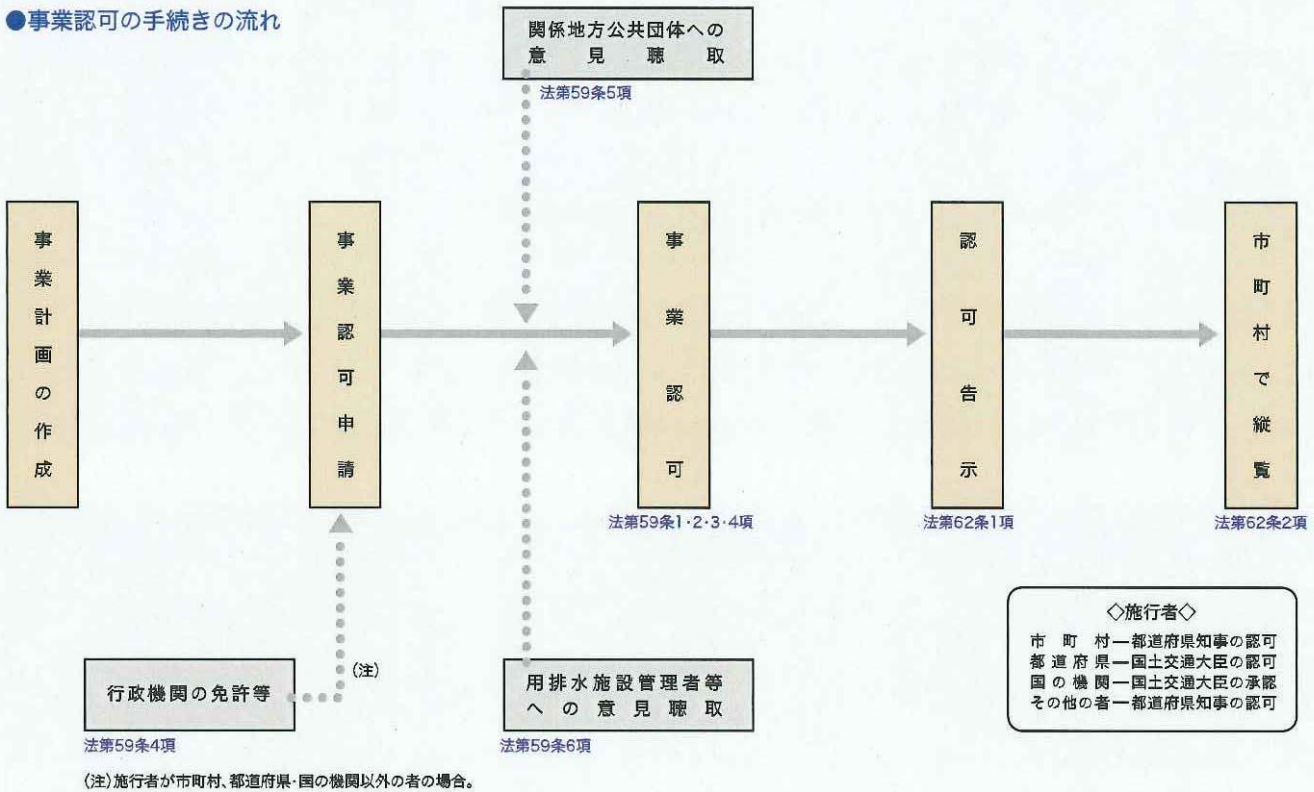 ●事業認可の手続きの流れ
関係地方公共団体への
意見聴取
法第59条5項
事業計画の作成
事業認可申請
事業認可
認可告示
市町村で縦覧
法第59条1・2・3・4項
法第62条1項
法第62条2項
(注)
行政機関の免許等
法第59条4項
用排水施設管理者等
への意見聴取
法第59条6項
◇施行者◇
市町村―都道府県知事の認可
都道府県―国土交通大臣の認可
国の機関―国土交通大臣の承認
その他の者―都道府県知事の認可
(注)施行者が市町村、都道府県・国の機関以外の者の場合。